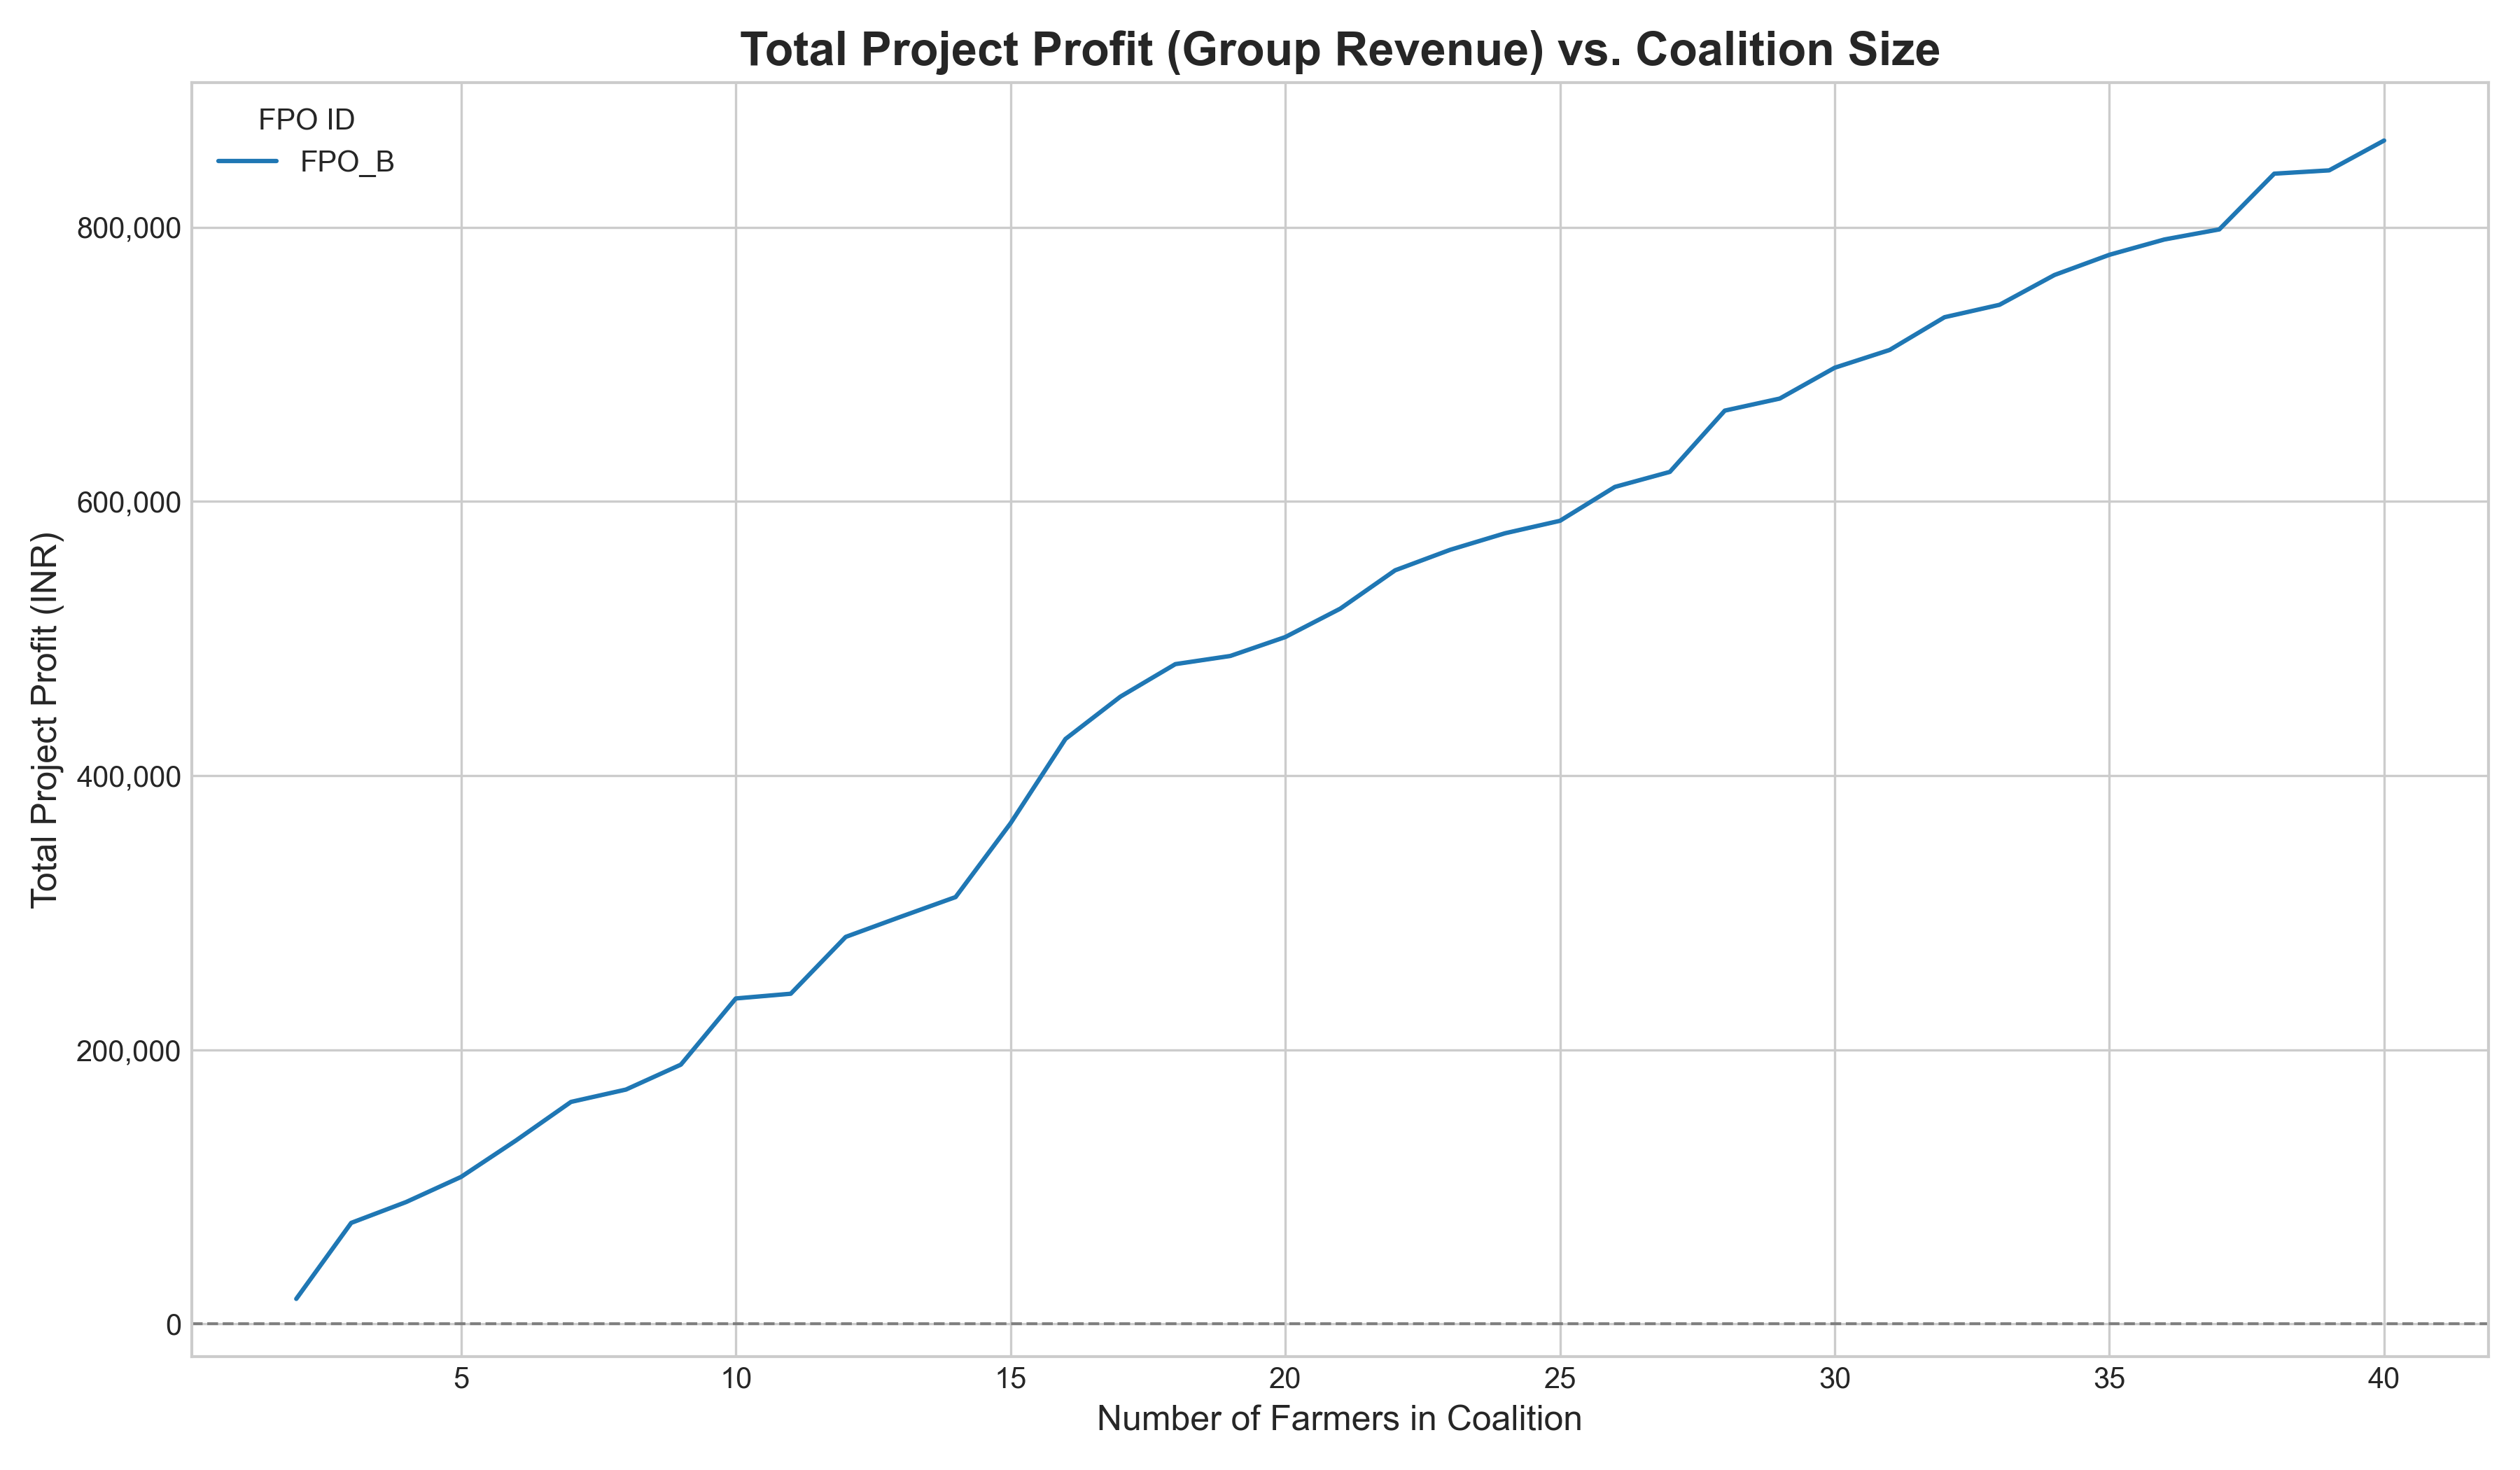 Total Project Profit (Group Revenue) vs. Coalition Size
FPO ID
FPO_B
Total Project Profit (INR)
800,000
600,000
400,000
200,000
0
5 10 15 20 25 30 35 40
Number of Farmers in Coalition